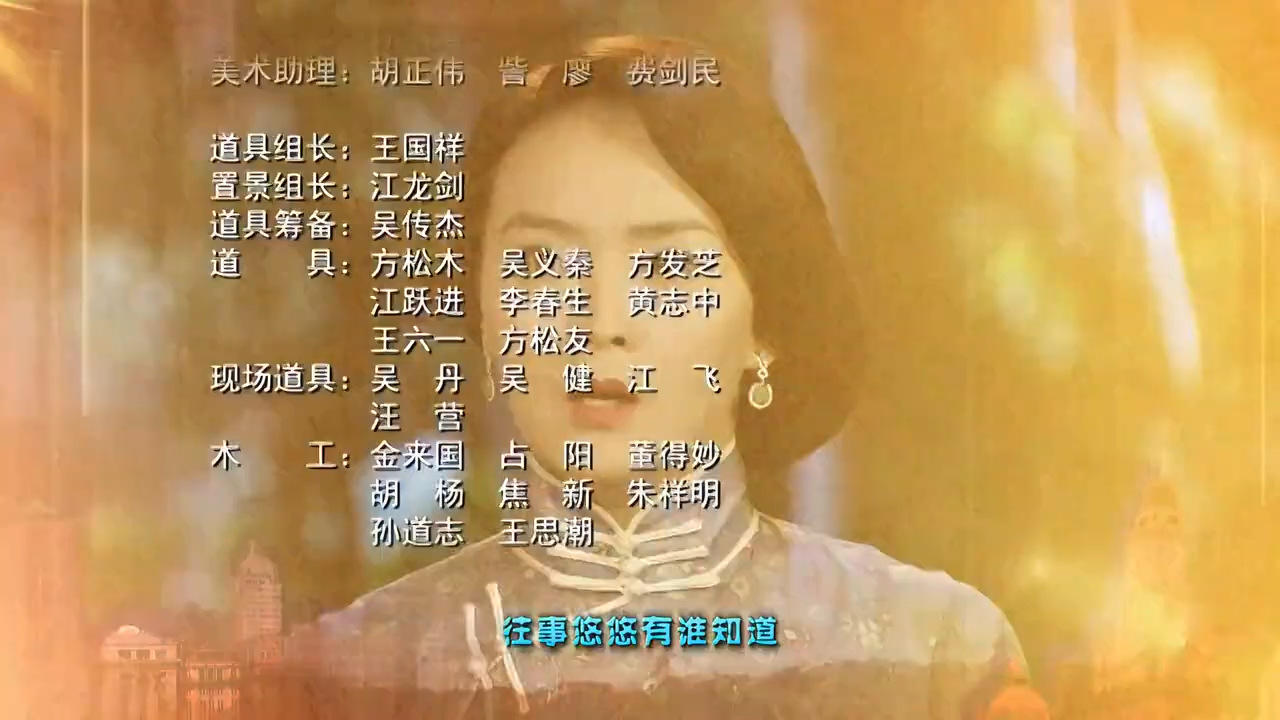 美术助理：胡正伟　訾　廖　费剑民
道具组长：王国祥
置景组长：江龙剑
道具筹备：吴传杰
道　　具：方松木　吴义秦　方发芝
江跃进　李春生　黄志中
王六一　方松友
现场道具：吴　丹　吴　健　江　飞
汪　营
木　　工：金来国　占　阳　董得妙
胡　杨　焦　新　朱祥明
孙道志　王思潮
往事悠悠有谁知道